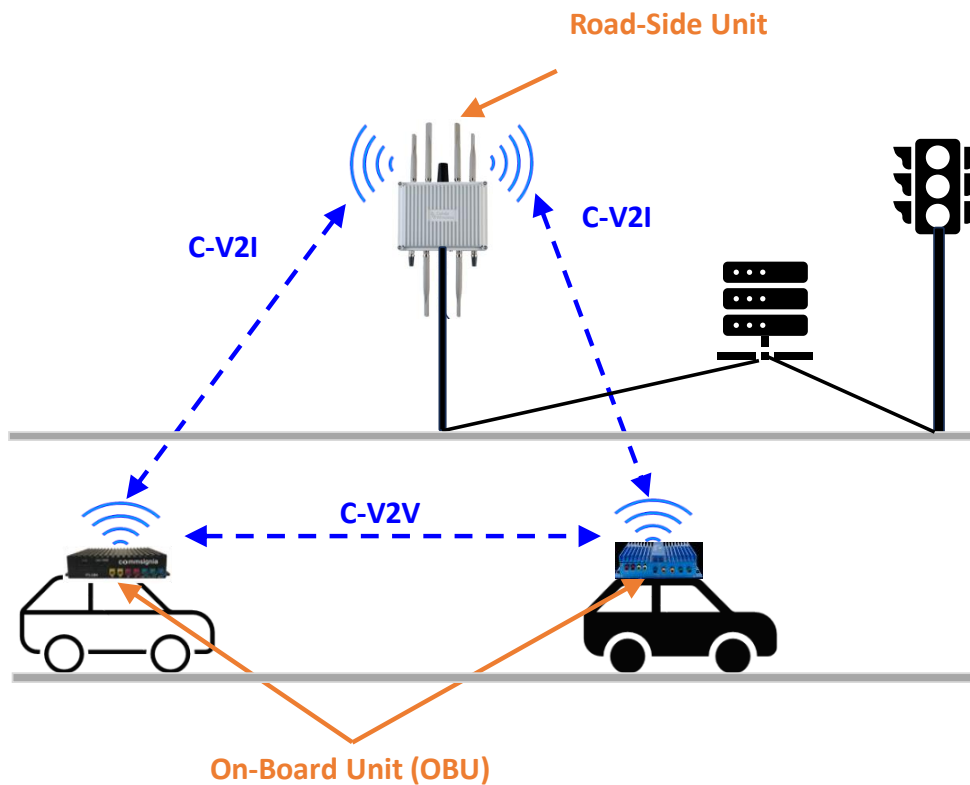 Road-Side Unit
C-V2I
C-V2I
C-V2V
commsignia
On-Board Unit (OBU)